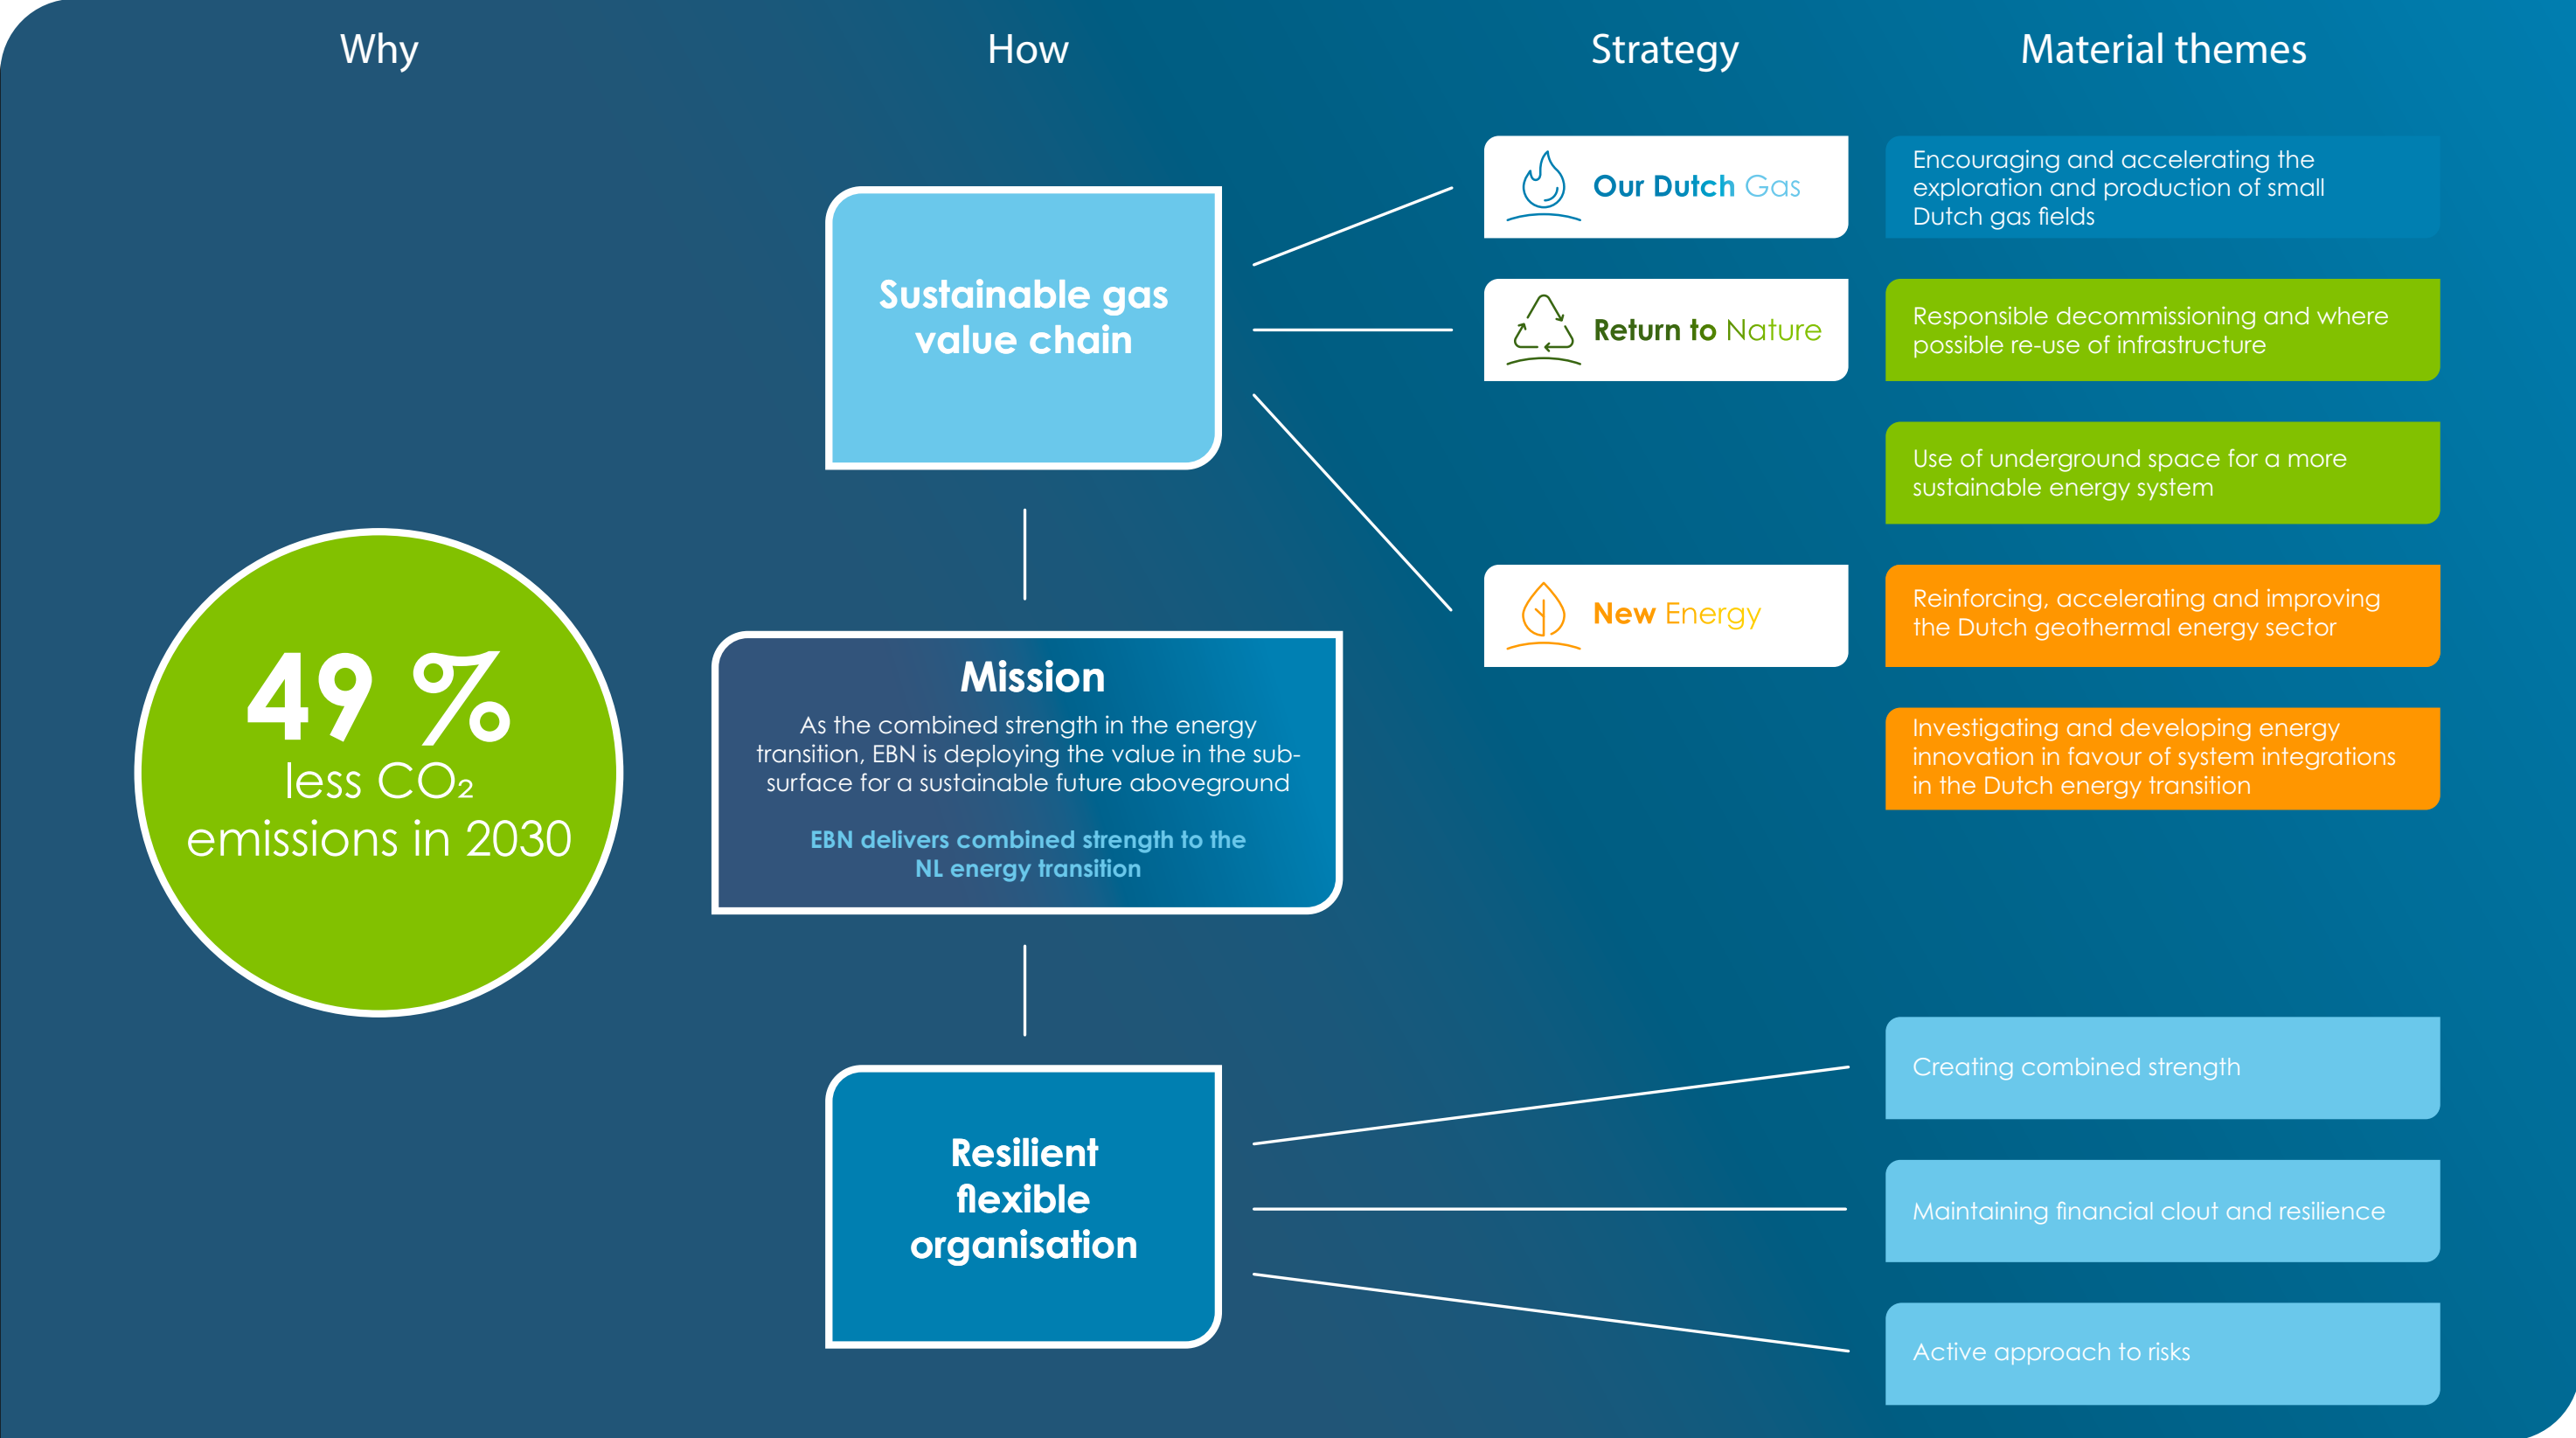 Why
How
Strategy
Material themes
49 %
less CO₂
emissions in 2030
Sustainable gas
value chain
Mission
As the combined strength in the energy
transition, EBN is deploying the value in the sub-
surface for a sustainable future aboveground
EBN delivers combined strength to the
NL energy transition
Resilient
flexible
organisation
Our Dutch Gas
Encouraging and accelerating the
exploration and production of small
Dutch gas fields
Return to Nature
Responsible decommissioning and where
possible re-use of infrastructure
Use of underground space for a more
sustainable energy system
New Energy
Reinforcing, accelerating and improving
the Dutch geothermal energy sector
Investigating and developing energy
innovation in favour of system integrations
in the Dutch energy transition
Creating combined strength
Maintaining financial clout and resilience
Active approach to risks